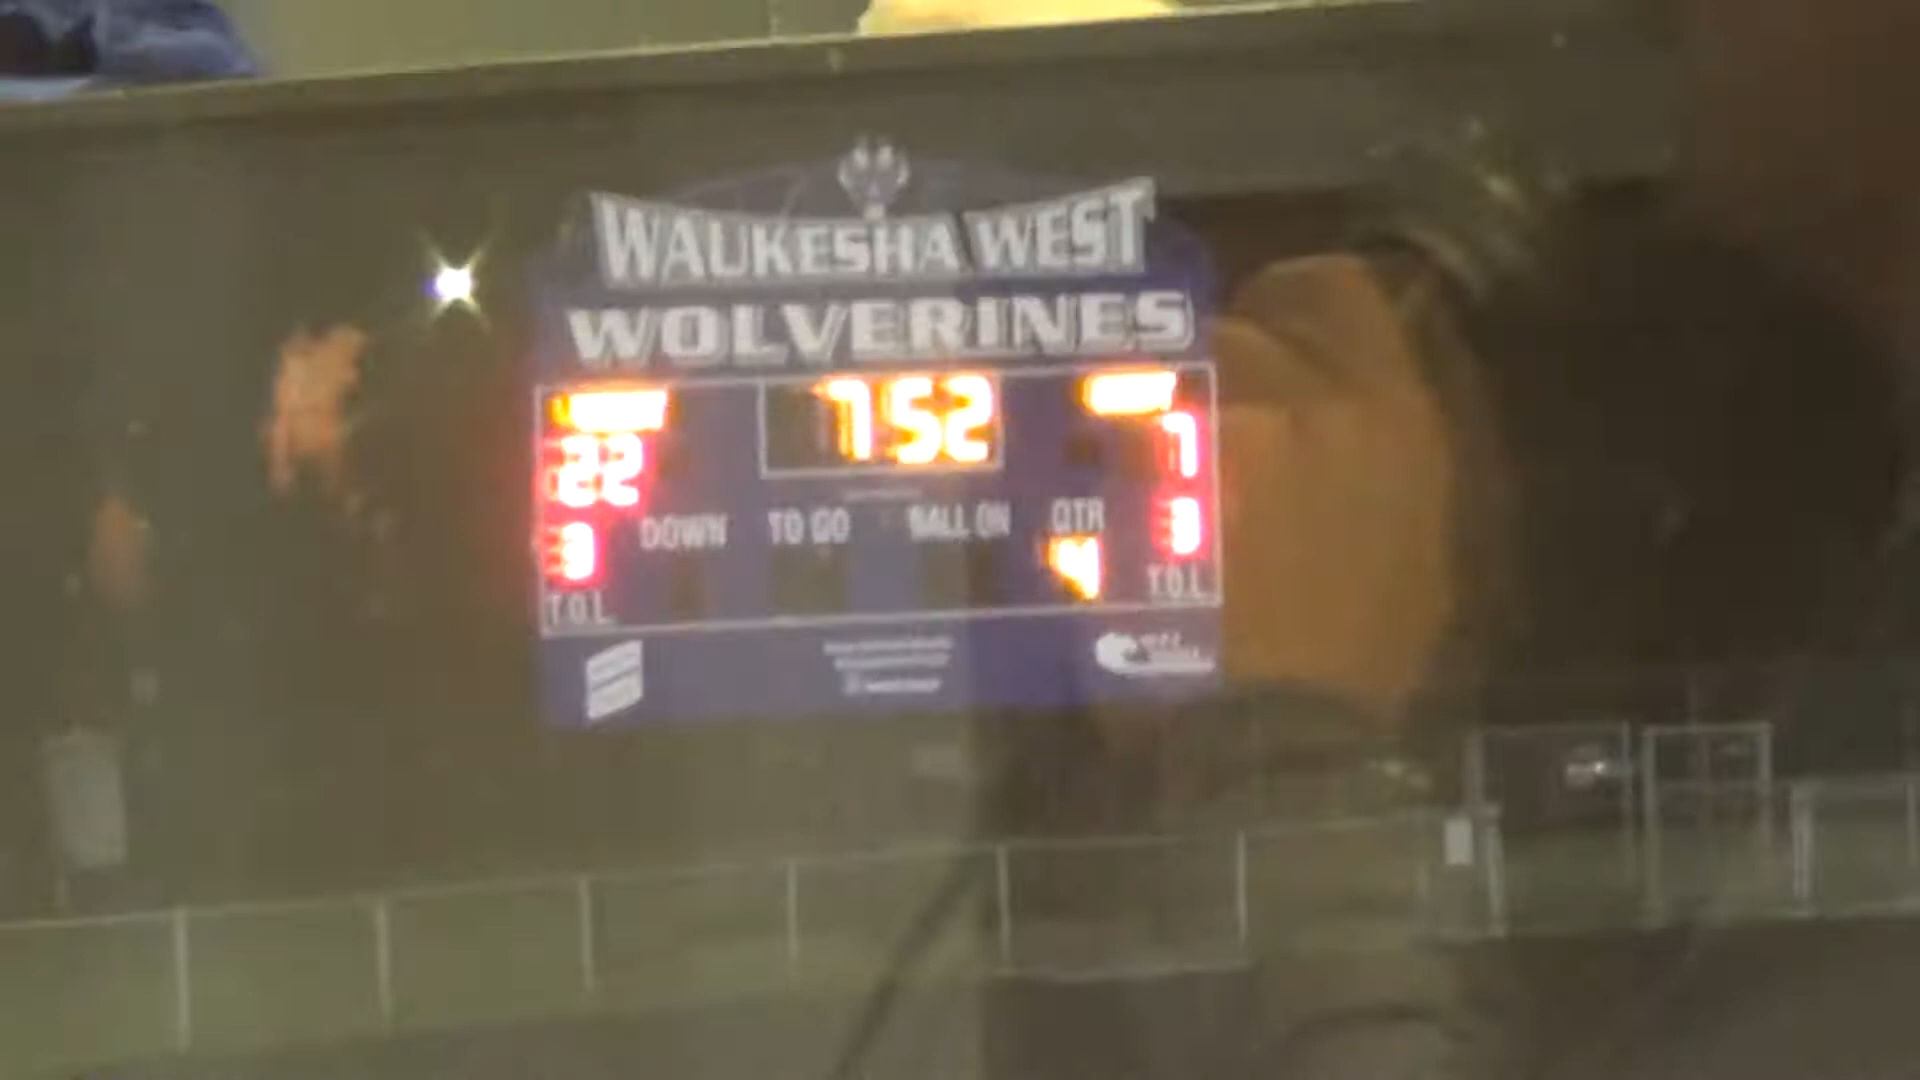 WAUKESHA WEST
WOLVERINES
7 52
22 7
DOWN TO GO BALL ON QTR
3 4 3
T.O.L. T.O.L.